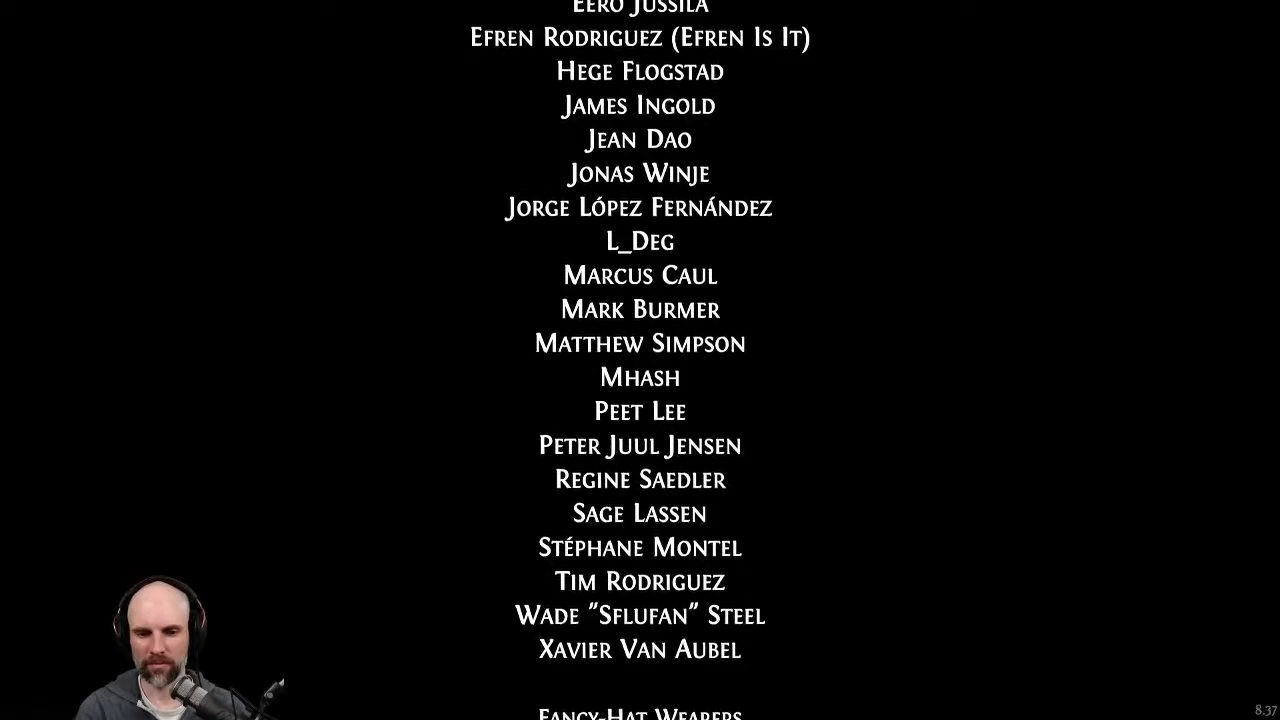 Eero Jussila
Efren Rodriguez (Efren Is It)
Hege Flogstad
James Ingold
Jean Dao
Jonas Winje
Jorge López Fernández
L_Deg
Marcus Caul
Mark Burmer
Matthew Simpson
Mhash
Peet Lee
Peter Juul Jensen
Regine Saedler
Sage Lassen
Stéphane Montel
Tim Rodriguez
Wade "Sflufan" Steel
Xavier Van Aubel
Fancy-Hat Wearers
8.37